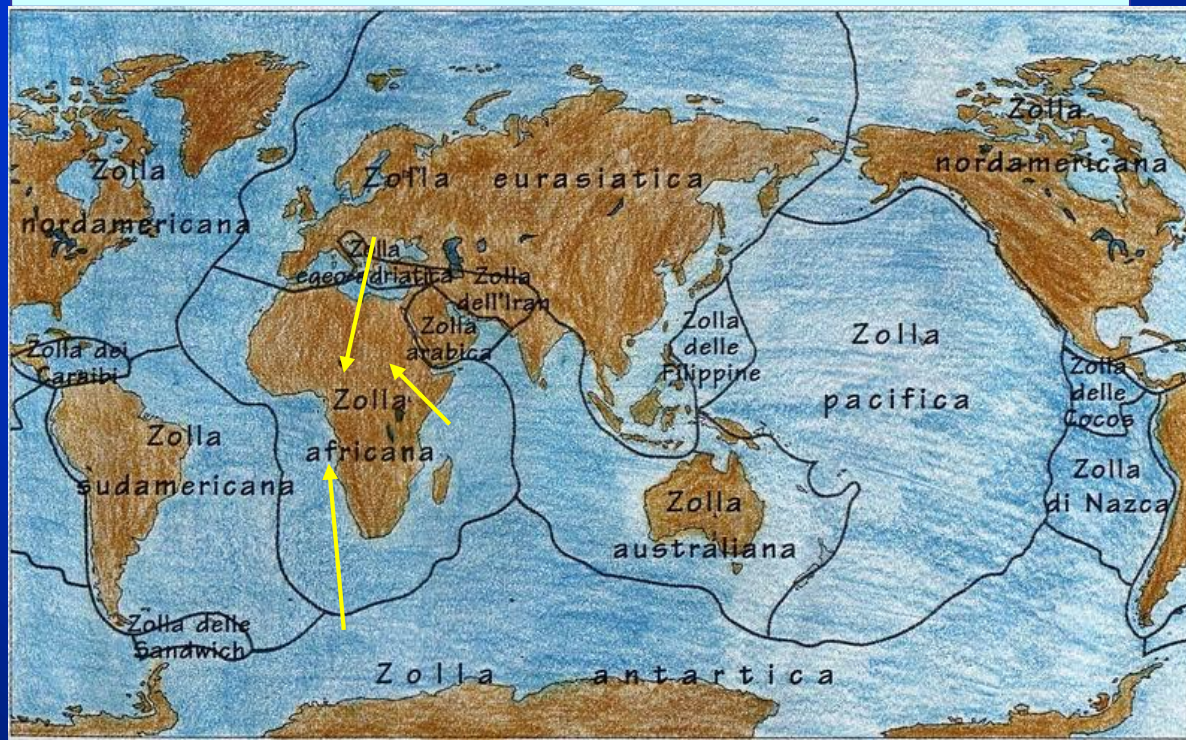 Zolla
nordamericana
Zolla eurasiatica
Zolla
nordamericana
Zolla
egeo-adriatica
Zolla
dell'Iran
Zolla
arabica
Zolla
delle
Filippine
Zolla
pacifica
Zolla dei
Caraibi
Zolla
delle
Cocos
Zolla
africana
Zolla
sudamericana
Zolla
australiana
Zolla
di Nazca
Zolla delle
Sandwich
Zolla antartica